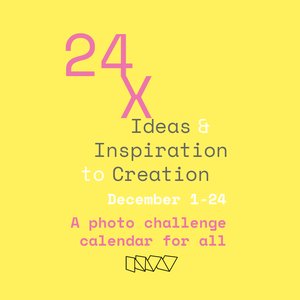 24
X
Ideas &
Inspiration
to Creation
December 1-24
A photo challenge
calendar for all